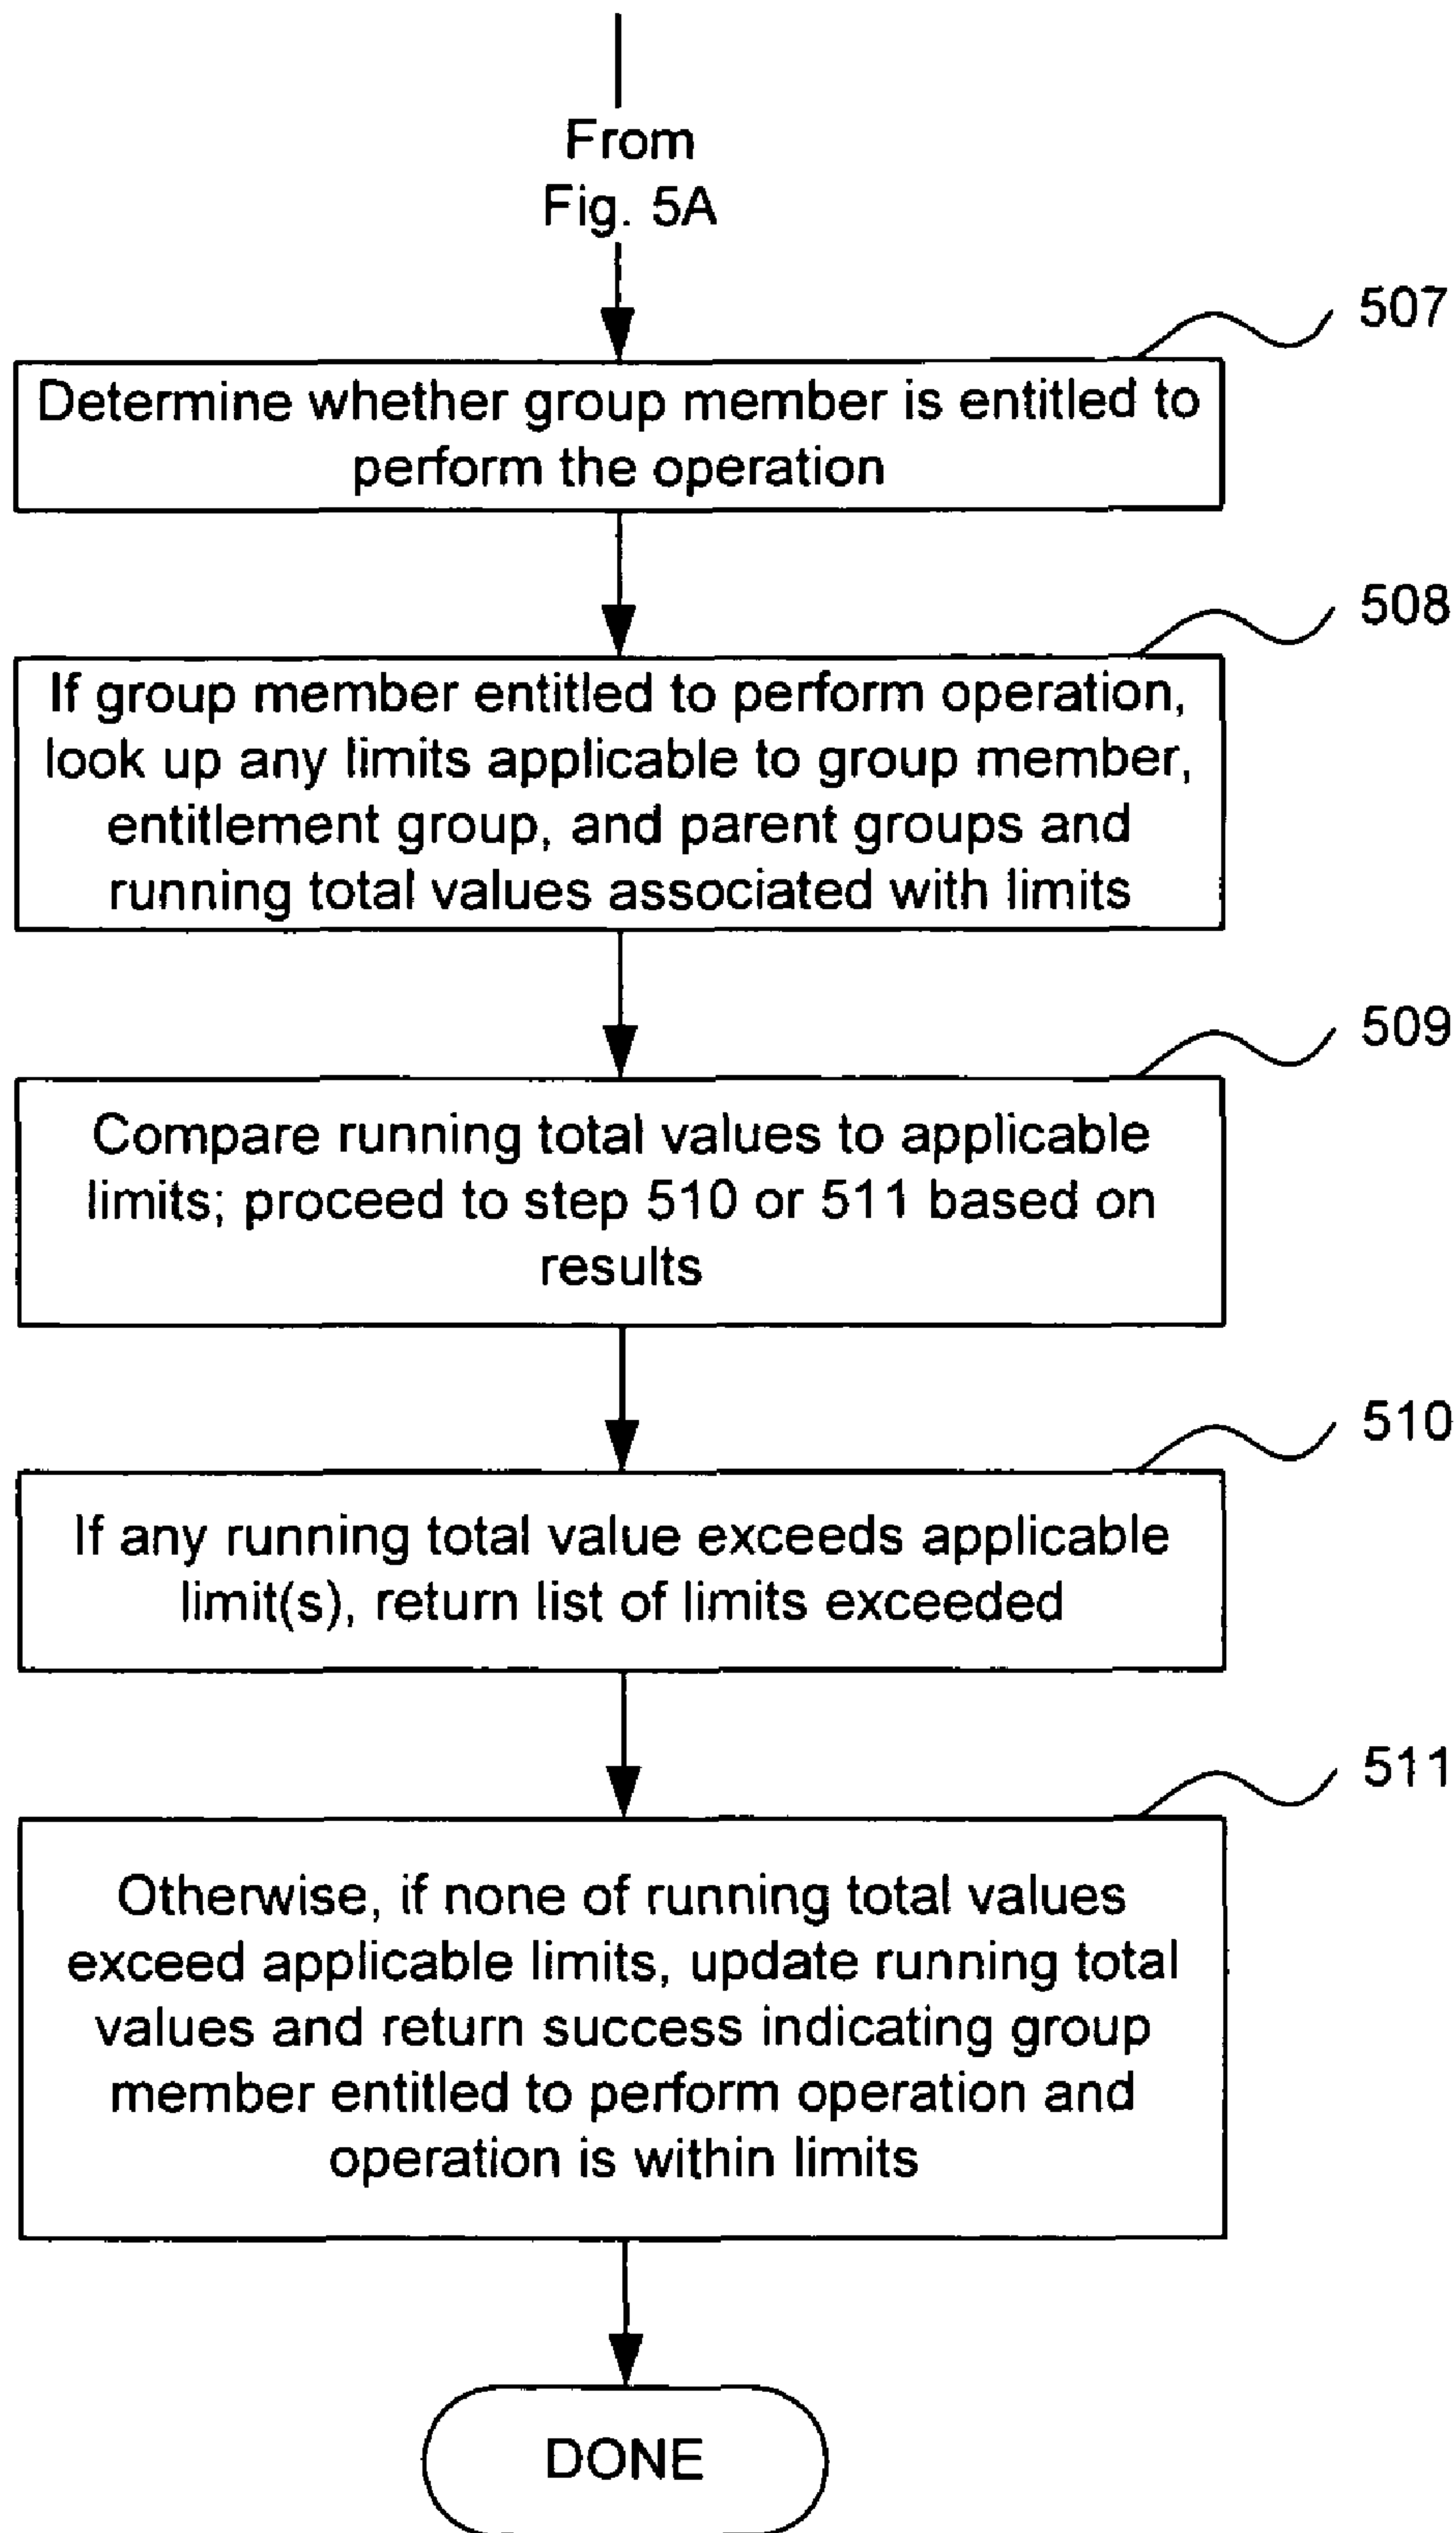 From
Fig. 5A
507
Determine whether group member is entitled to
perform the operation
508
If group member entitled to perform operation,
look up any limits applicable to group member,
entitlement group, and parent groups and
running total values associated with limits
509
Compare running total values to applicable
limits; proceed to step 510 or 511 based on
results
510
If any running total value exceeds applicable
limit(s), return list of limits exceeded
511
Otherwise, if none of running total values
exceed applicable limits, update running total
values and return success indicating group
member entitled to perform operation and
operation is within limits
DONE